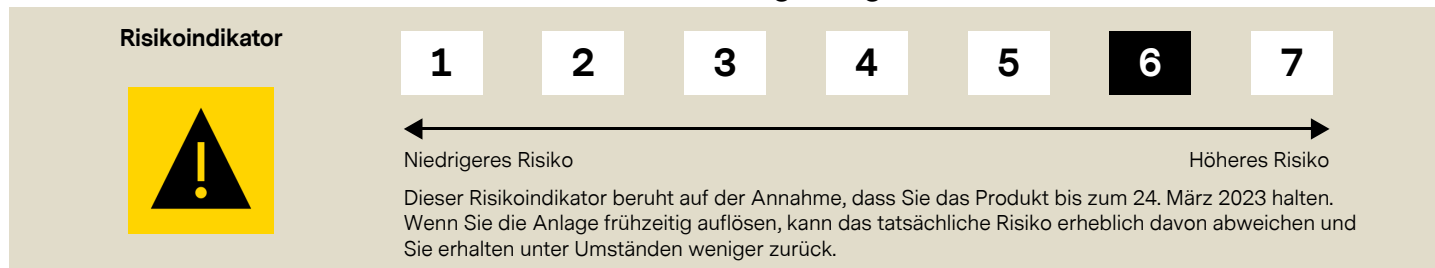 Risikoindikator
1 2 3 4 5 6 7
Niedrigeres Risiko Höheres Risiko
Dieser Risikoindikator beruht auf der Annahme, dass Sie das Produkt bis zum 24. März 2023 halten.
Wenn Sie die Anlage frühzeitig auflösen, kann das tatsächliche Risiko erheblich davon abweichen und
Sie erhalten unter Umständen weniger zurück.